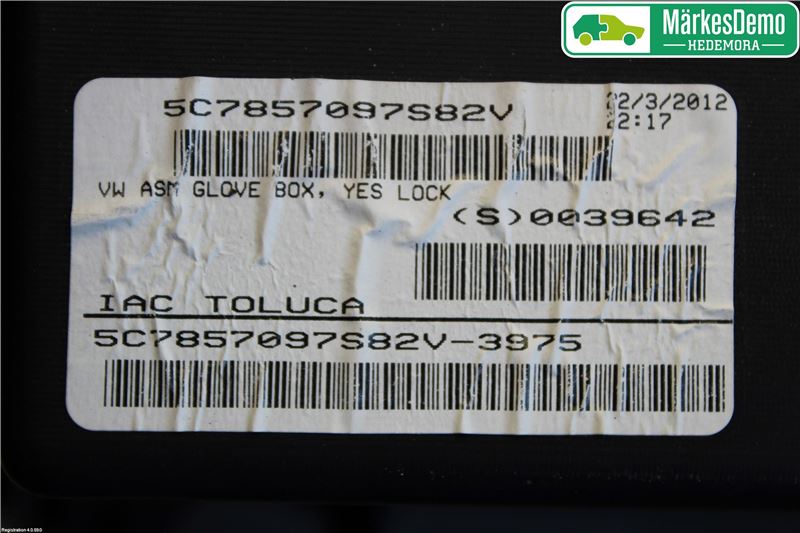 MärkesDemo
HEDEMORA
5C7857097S82V
22/3/2012
22:17
VW ASM GLOVE BOX, YES LOCK
(S)0039642
IAC TOLUCA
5C7857097S82V-3975